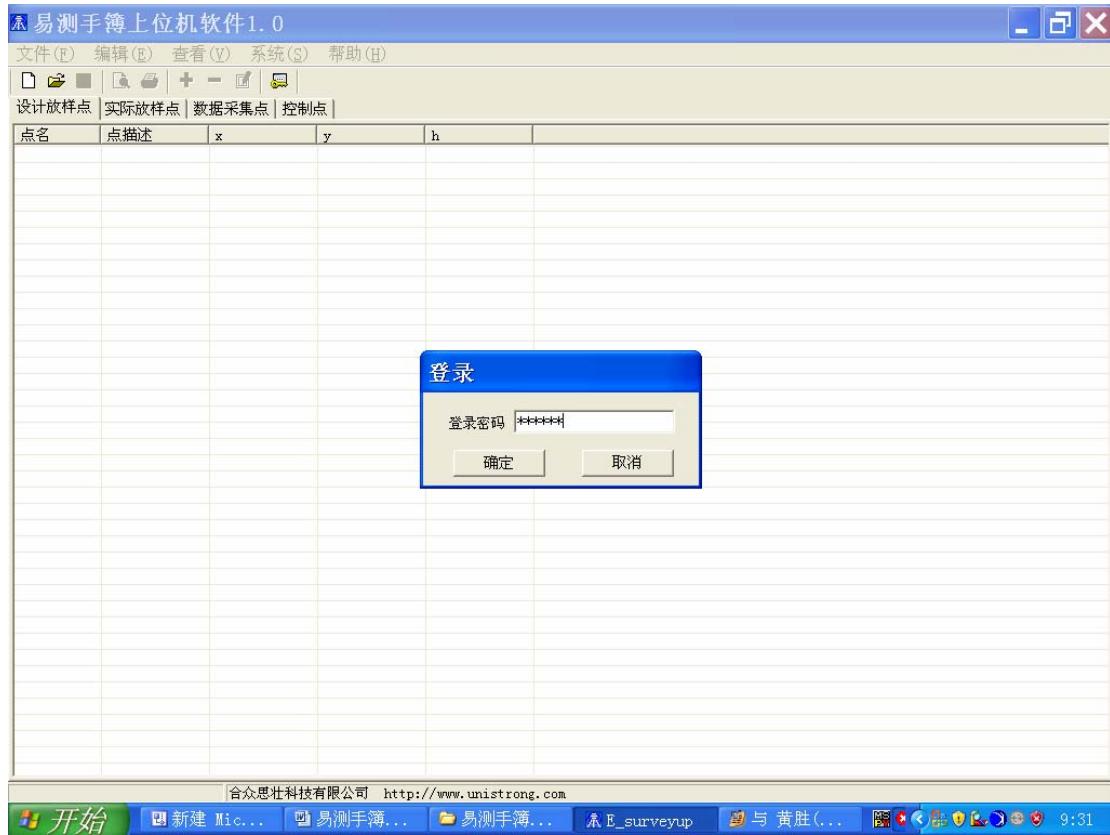 易测手簿上位机软件1.0
文件(F) 编辑(E) 查看(V) 系统(S) 帮助(H)
设计放样点 实际放样点 数据采集点 控制点
点名 点描述 x y h
登录
登录密码 ******
确定 取消
合众思壮科技有限公司 http://www.unistrong.com
开始 新建 Mic... 易测手簿... 易测手簿... E_surveyup 与 黄胜(... 9:31